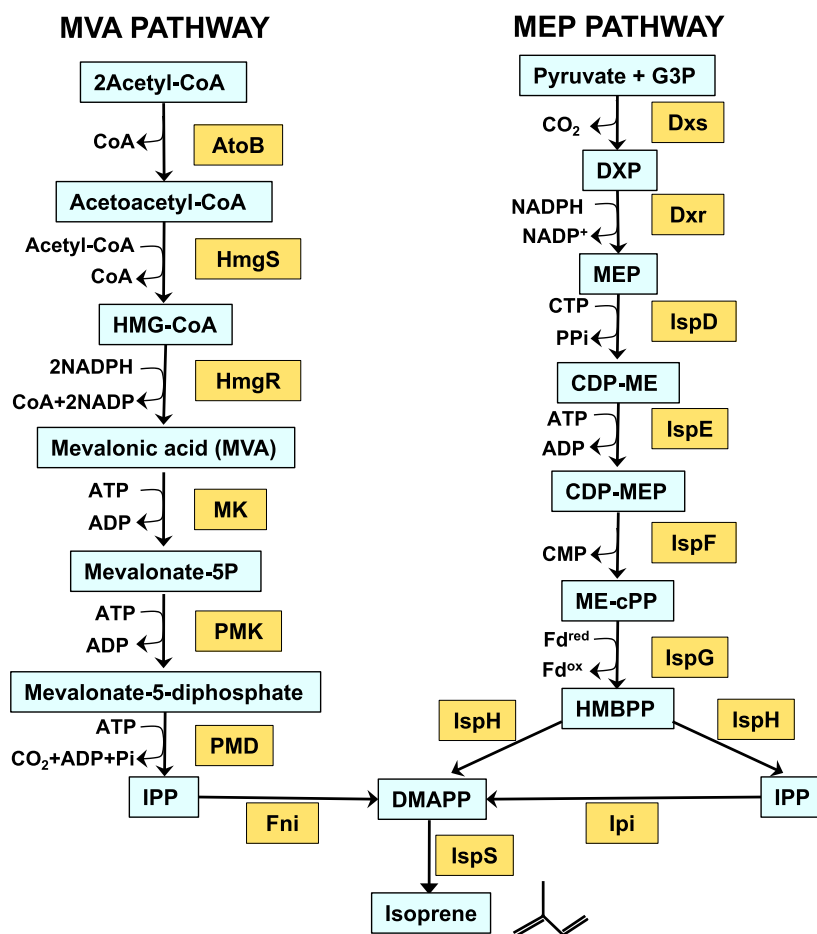 MVA PATHWAY
2Acetyl-CoA
CoA
AtoB
Acetoacetyl-CoA
Acetyl-CoA
CoA
HmgS
HMG-CoA
2NADPH
CoA+2NADP
HmgR
Mevalonic acid (MVA)
ATP
ADP
MK
Mevalonate-5P
ATP
ADP
PMK
Mevalonate-5-diphosphate
ATP
CO₂+ADP+Pi
PMD
IPP
Fni
MEP PATHWAY
Pyruvate + G3P
CO₂
Dxs
DXP
NADPH
NADP⁺
Dxr
MEP
CTP
PPi
IspD
CDP-ME
ATP
ADP
IspE
CDP-MEP
CMP
IspF
ME-cPP
Fdʳᵉᵈ
Fdᵒˣ
IspG
HMBPP
IspH
IspH
DMAPP
Ipi
IPP
IspS
Isoprene